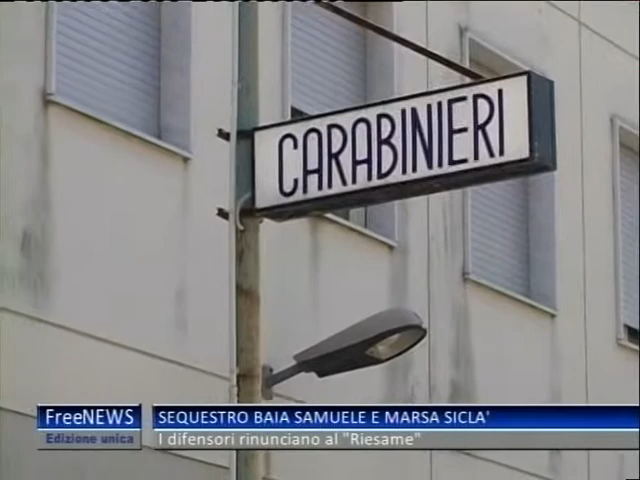 CARABINIERI
FreeNEWS
SEQUESTRO BAIA SAMUELE E MARSA SICLA'
Edizione unica
I difensori rinunciano al "Riesame"